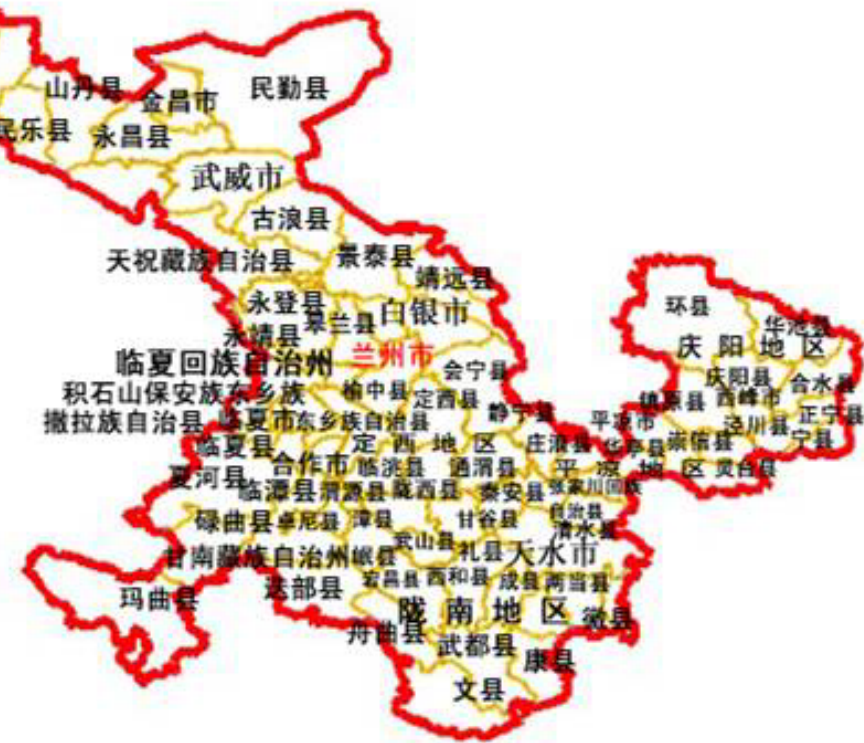 山丹县
金昌市
民勤县
民乐县
永昌县
武威市
古浪县
天祝藏族自治县
景泰县
靖远县
永登县
皋兰县
白银市
环县
华池县
永靖县
兰州市
庆阳地区
临夏回族自治州
会宁县
庆阳县
合水县
积石山保安族东乡族
榆中县
定西县
镇原县
西峰市
撒拉族自治县
临夏市
东乡族自治县
静宁县
平凉市
泾川县
正宁县
临夏县
定西地区
庄浪县
华亭县
崇信县
宁县
夏河县
合作市
临洮县
通渭县
平凉地区
灵台县
临潭县
渭源县
陇西县
秦安县
张家川回族
自治县
碌曲县
卓尼县
漳县
甘谷县
清水县
甘南藏族自治州
岷县
武山县
礼县
天水市
玛曲县
迭部县
宕昌县
西和县
成县
两当县
陇南地区
徽县
舟曲县
武都县
康县
文县